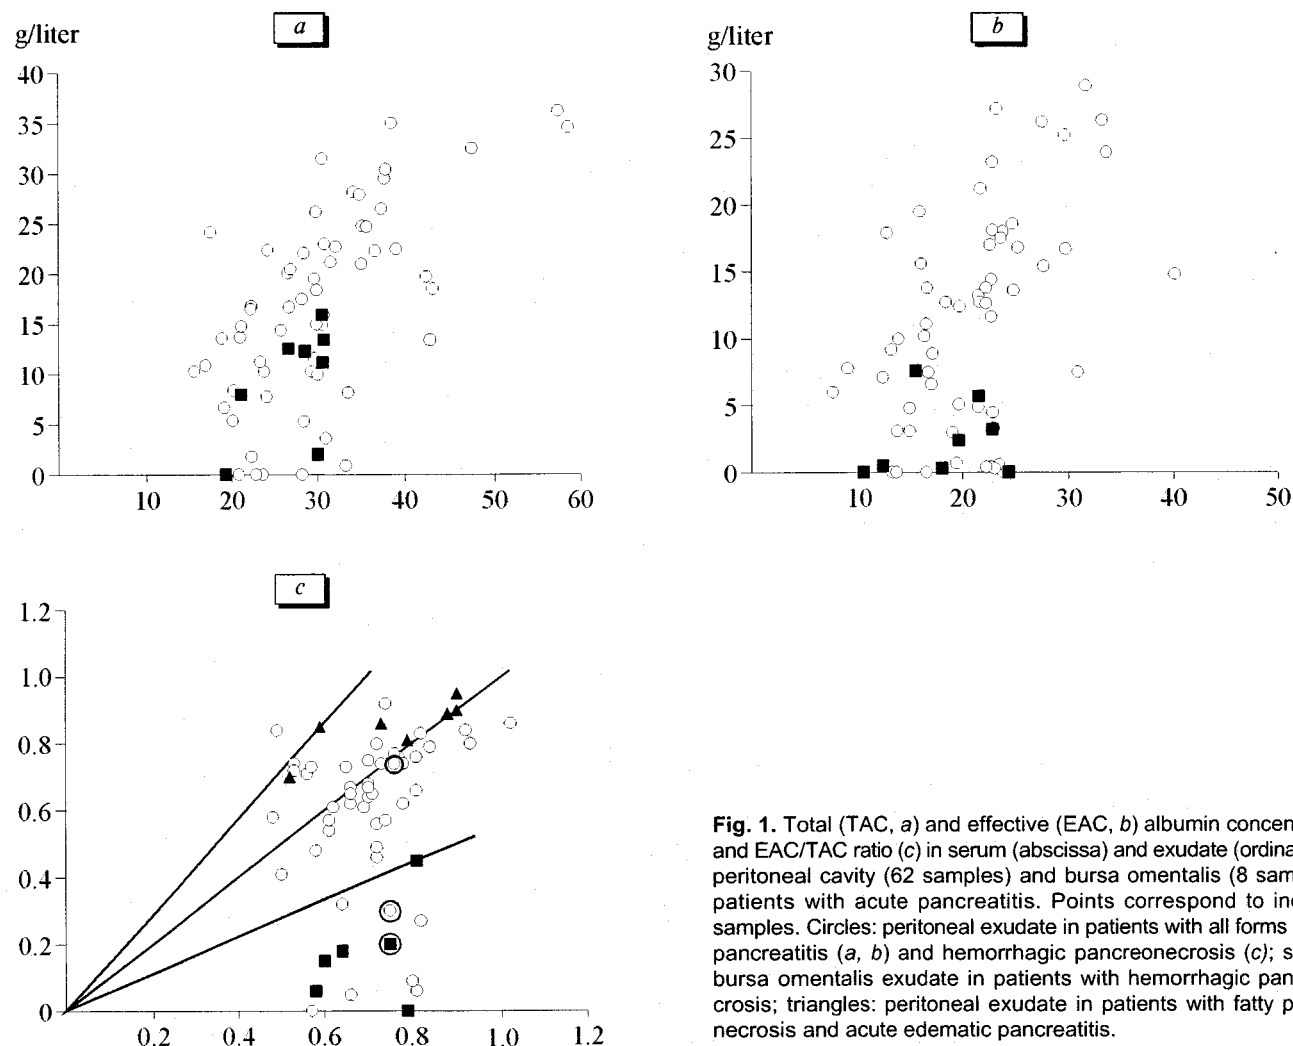 a
g/liter
40
35
30
25
20
15
10
5
0
10 20 30 40 50 60
b
g/liter
30
25
20
15
10
5
0
10 20 30 40 50
c
1.2
1.0
0.8
0.6
0.4
0.2
0
0.2 0.4 0.6 0.8 1.0 1.2
Fig. 1. Total (TAC, a) and effective (EAC, b) albumin concen
and EAC/TAC ratio (c) in serum (abscissa) and exudate (ordina
peritoneal cavity (62 samples) and bursa omentalis (8 sam
patients with acute pancreatitis. Points correspond to in
samples. Circles: peritoneal exudate in patients with all forms
pancreatitis (a, b) and hemorrhagic pancreonecrosis (c); s
bursa omentalis exudate in patients with hemorrhagic pan
crosis; triangles: peritoneal exudate in patients with fatty p
necrosis and acute edematic pancreatitis.